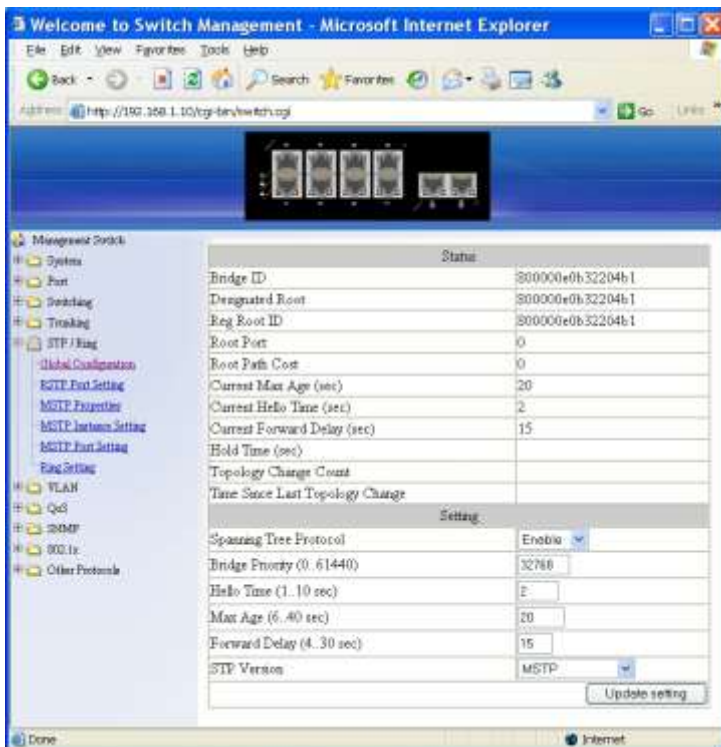 Welcome to Switch Management - Microsoft Internet Explorer
File Edit View Favorites Tools Help
Back Search Favorites
Address http://192.168.1.10/cgi-bin/switch.cgi Go Links
Management Switch
System
Port
Switching
Trunking
STP / Ring
Global Configuration
RSTP Port Setting
MSTP Properties
MSTP Instance Setting
MSTP Port Setting
Ring Setting
VLAN
QoS
SNMP
802.1x
Other Protocols
Status
Bridge ID 800000e0b32204b1
Designated Root 800000e0b32204b1
Reg Root ID 800000e0b32204b1
Root Port 0
Root Path Cost 0
Current Max Age (sec) 20
Current Hello Time (sec) 2
Current Forward Delay (sec) 15
Hold Time (sec)
Topology Change Count
Time Since Last Topology Change
Setting
Spanning Tree Protocol Enable
Bridge Priority (0..61440) 32768
Hello Time (1..10 sec) 2
Max Age (6..40 sec) 20
Forward Delay (4..30 sec) 15
STP Version MSTP
Update setting
Done Internet